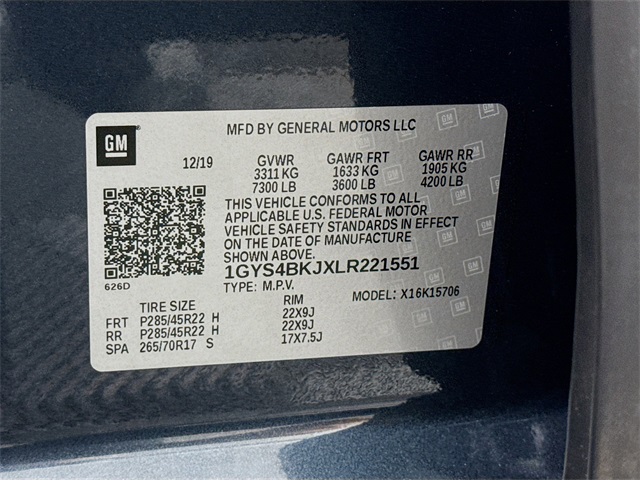 GM
MFD BY GENERAL MOTORS LLC
12/19 GVWR GAWR FRT GAWR RR
3311 KG 1633 KG 1905 KG
7300 LB 3600 LB 4200 LB
THIS VEHICLE CONFORMS TO ALL
APPLICABLE U.S. FEDERAL MOTOR
VEHICLE SAFETY STANDARDS IN EFFECT
ON THE DATE OF MANUFACTURE
SHOWN ABOVE.
1GYS4BKJXLR221551
626D
TYPE: M.P.V. MODEL: X16K15706
TIRE SIZE RIM
FRT P285/45R22 H 22X9J
RR P285/45R22 H 22X9J
SPA 265/70R17 S 17X7.5J